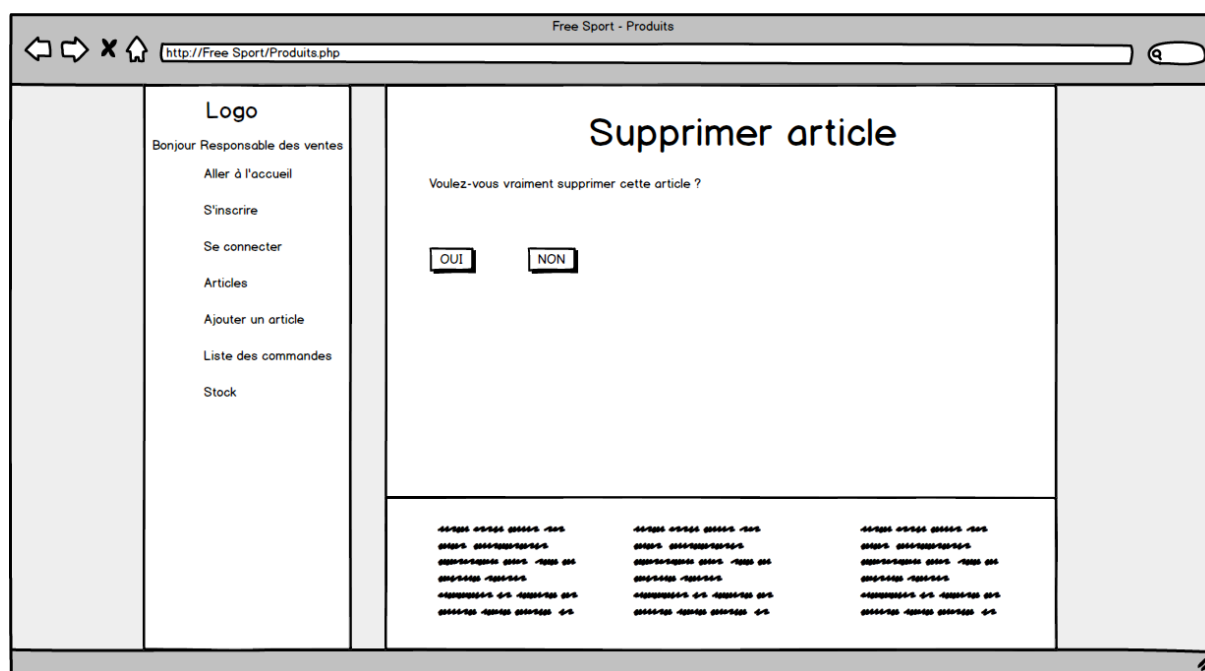 Free Sport - Produits
http://Free Sport/Produits.php
Logo
Bonjour Responsable des ventes
Aller à l'accueil
S'inscrire
Se connecter
Articles
Ajouter un article
Liste des commandes
Stock
Supprimer article
Voulez-vous vraiment supprimer cette article ?
OUI
NON